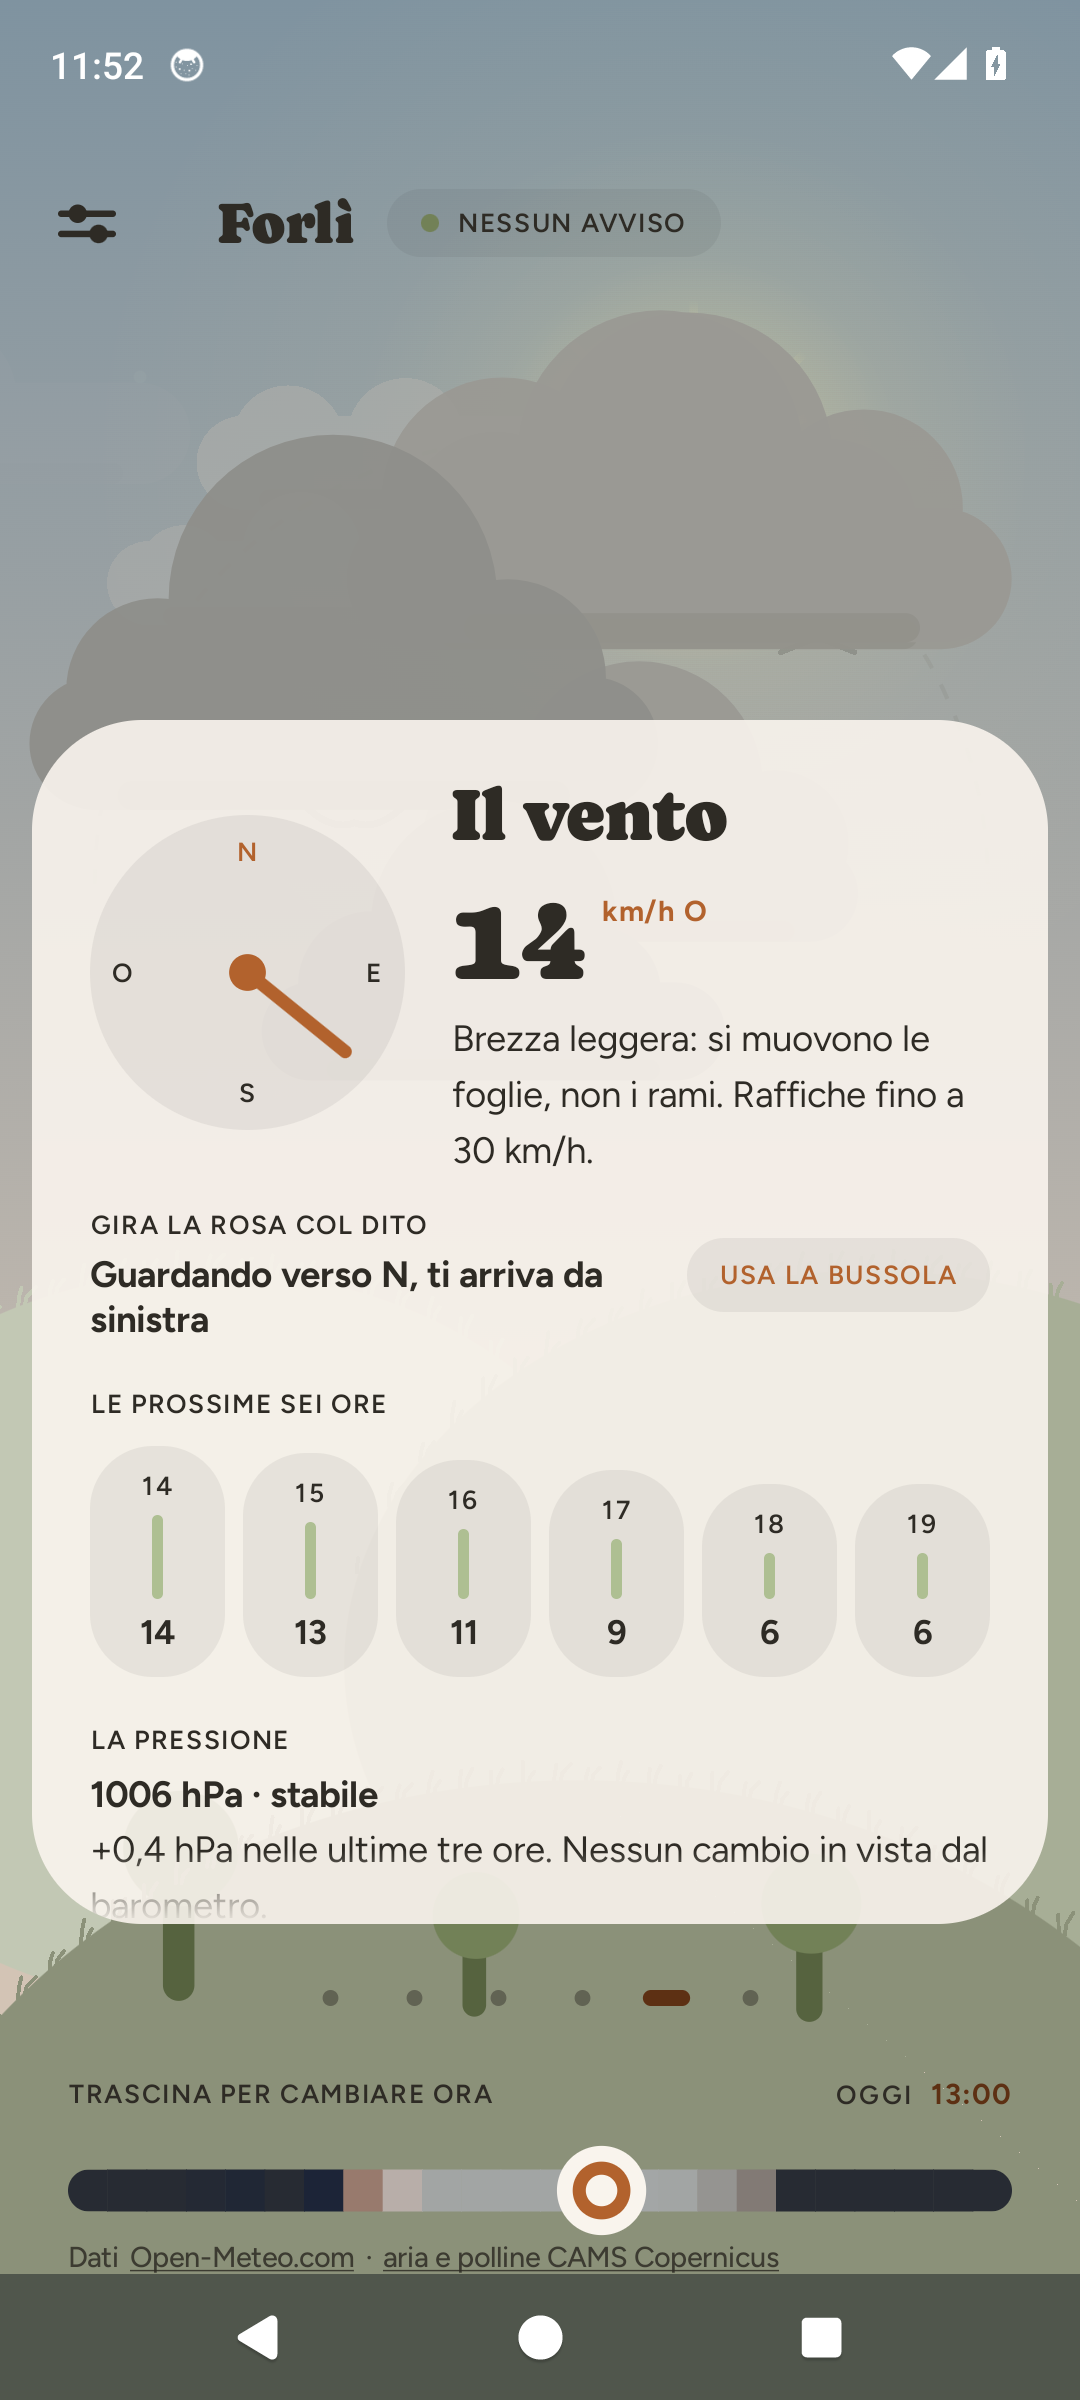 11:52
Forlì
NESSUN AVVISO
Il vento
14 km/h O
Brezza leggera: si muovono le
foglie, non i rami. Raffiche fino a
30 km/h.
N
O
E
S
GIRA LA ROSA COL DITO
Guardando verso N, ti arriva da
sinistra
USA LA BUSSOLA
LE PROSSIME SEI ORE
14 15 16 17 18 19
14 13 11 9 6 6
LA PRESSIONE
1006 hPa · stabile
+0,4 hPa nelle ultime tre ore. Nessun cambio in vista dal
barometro.
TRASCINA PER CAMBIARE ORA
OGGI 13:00
Dati Open-Meteo.com · aria e polline CAMS Copernicus